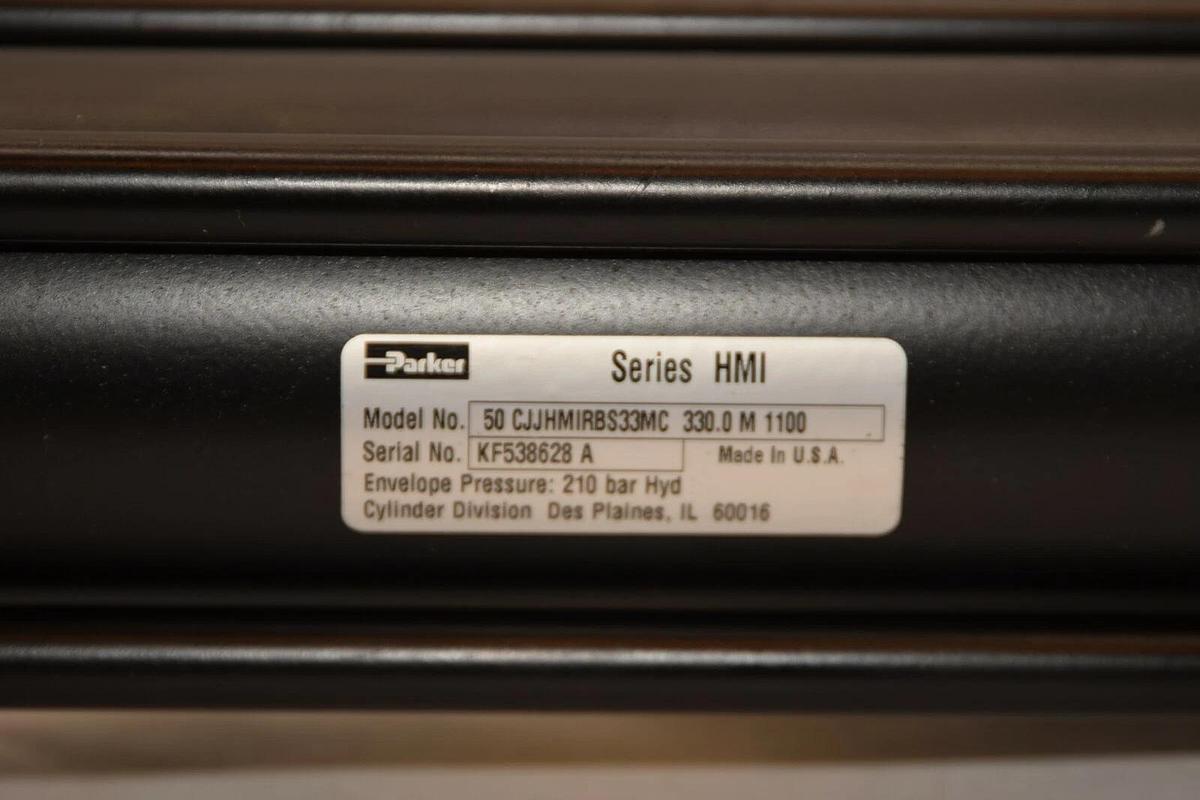 Parker Series HMI
Model No. 50 CJJHMIRBS33MC 330.0 M 1100
Serial No. KF538628 A Made In U.S.A.
Envelope Pressure: 210 bar Hyd
Cylinder Division Des Plaines, IL 60016